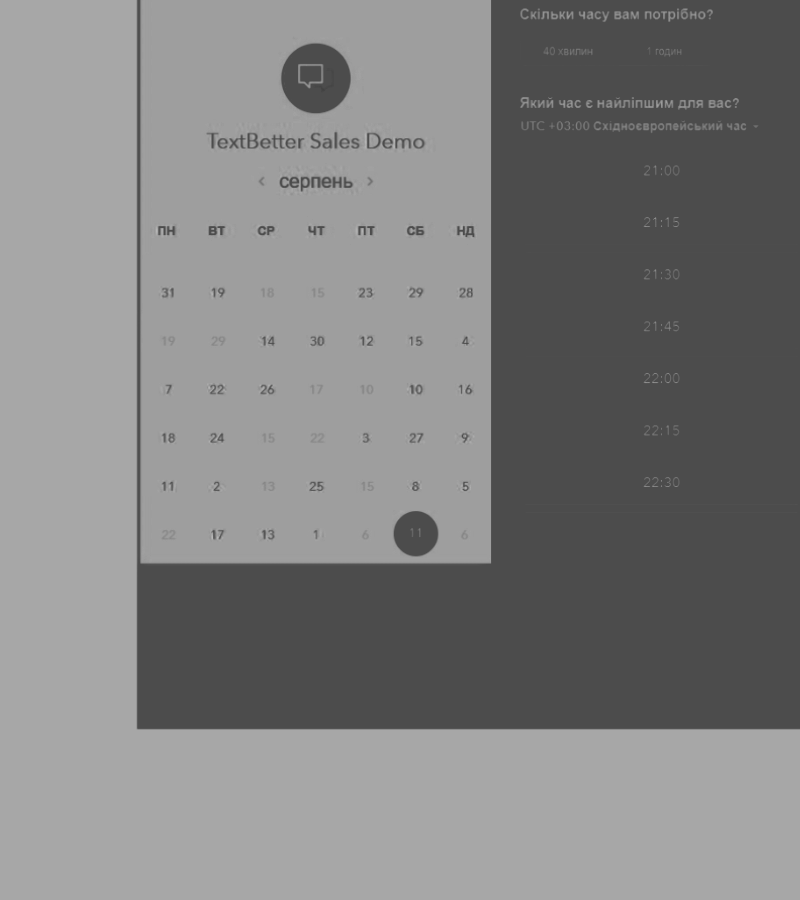 TextBetter Sales Demo
серпень
ПН ВТ СР ЧТ ПТ СБ НД
31 19 18 15 23 29 28
19 29 14 30 12 15 4
7 22 26 17 10 10 16
18 24 15 22 3 27 9
11 2 13 25 15 8 5
22 17 13 1 6 11 6
Скільки часу вам потрібно?
40 хвилин 1 годин
Який час є найліпшим для вас?
UTC +03:00 Східноєвропейський час
21:00
21:15
21:30
21:45
22:00
22:15
22:30